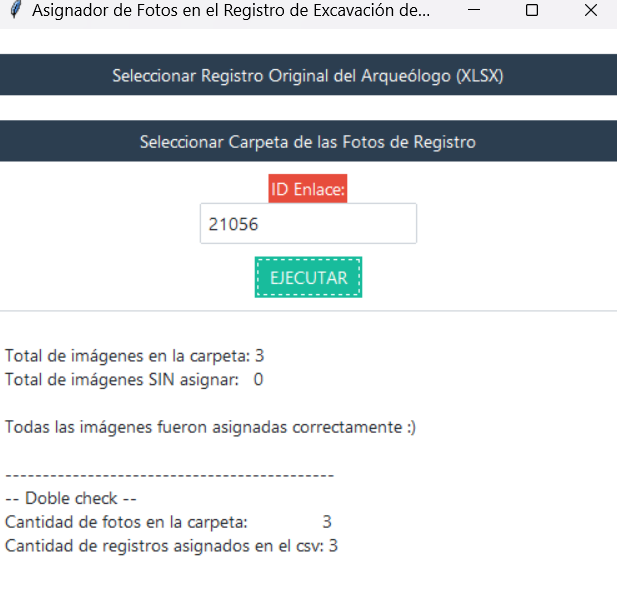 Asignador de Fotos en el Registro de Excavación de...
Seleccionar Registro Original del Arqueólogo (XLSX)
Seleccionar Carpeta de las Fotos de Registro
ID Enlace:
21056
EJECUTAR
Total de imágenes en la carpeta: 3
Total de imágenes SIN asignar: 0
Todas las imágenes fueron asignadas correctamente :)
-------------------------------------------
-- Doble check --
Cantidad de fotos en la carpeta: 3
Cantidad de registros asignados en el csv: 3